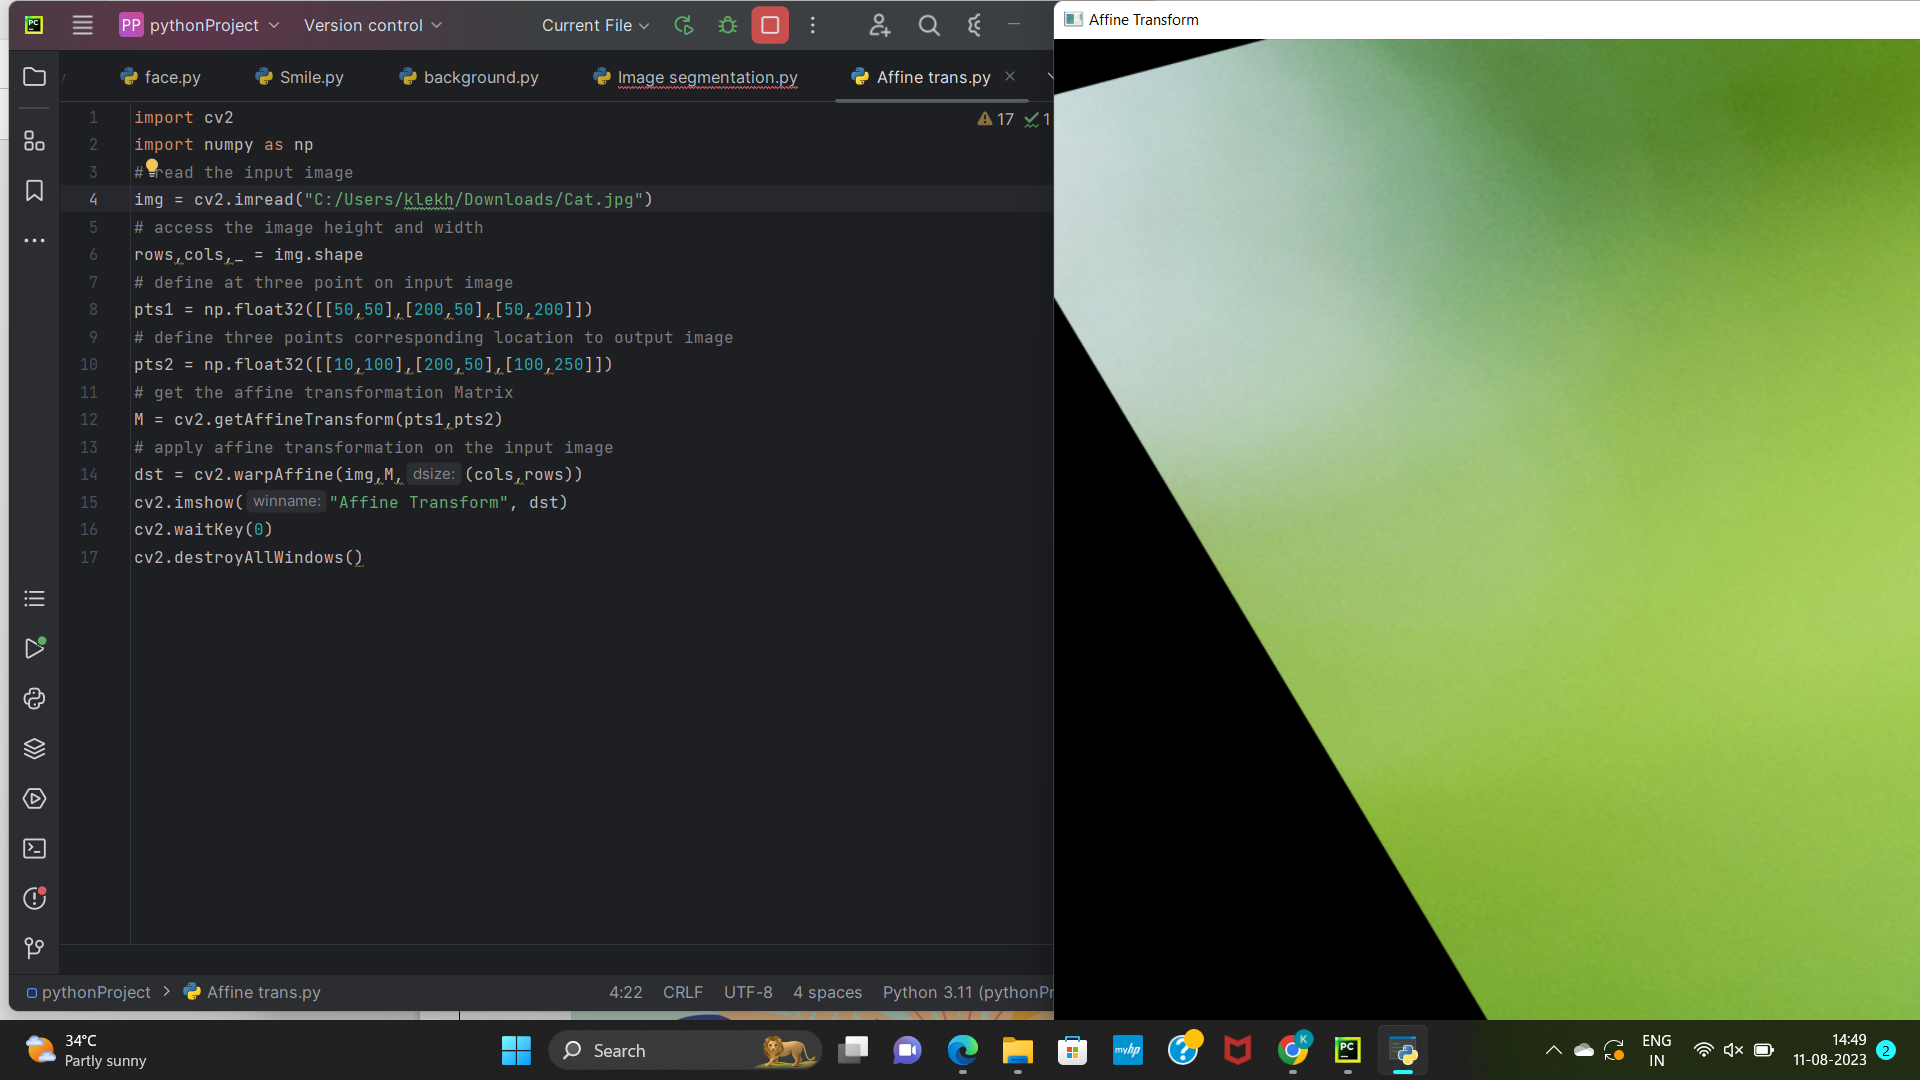 PC
PP pythonProject
Version control
Current File
Affine Transform
face.py
Smile.py
background.py
Image segmentation.py
Affine trans.py
17
1
1 import cv2
2 import numpy as np
3 # read the input image
4 img = cv2.imread("C:/Users/klekh/Downloads/Cat.jpg")
5 # access the image height and width
6 rows,cols,_ = img.shape
7 # define at three point on input image
8 pts1 = np.float32([[50,50],[200,50],[50,200]])
9 # define three points corresponding location to output image
10 pts2 = np.float32([[10,100],[200,50],[100,250]])
11 # get the affine transformation Matrix
12 M = cv2.getAffineTransform(pts1,pts2)
13 # apply affine transformation on the input image
14 dst = cv2.warpAffine(img,M, dsize: (cols,rows))
15 cv2.imshow( winname: "Affine Transform", dst)
16 cv2.waitKey(0)
17 cv2.destroyAllWindows()
pythonProject > Affine trans.py
4:22 CRLF UTF-8 4 spaces Python 3.11 (pythonPr
34°C
Partly sunny
Search
myhp
K
PC
ENG
IN
14:49
11-08-2023
2